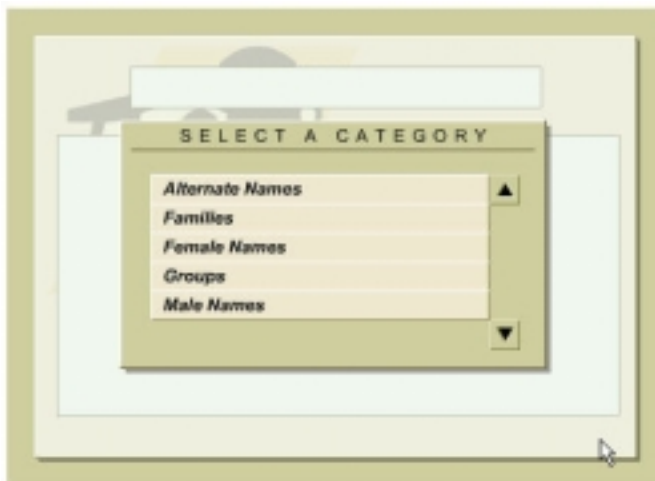 SELECT A CATEGORY
Alternate Names
Families
Female Names
Groups
Male Names